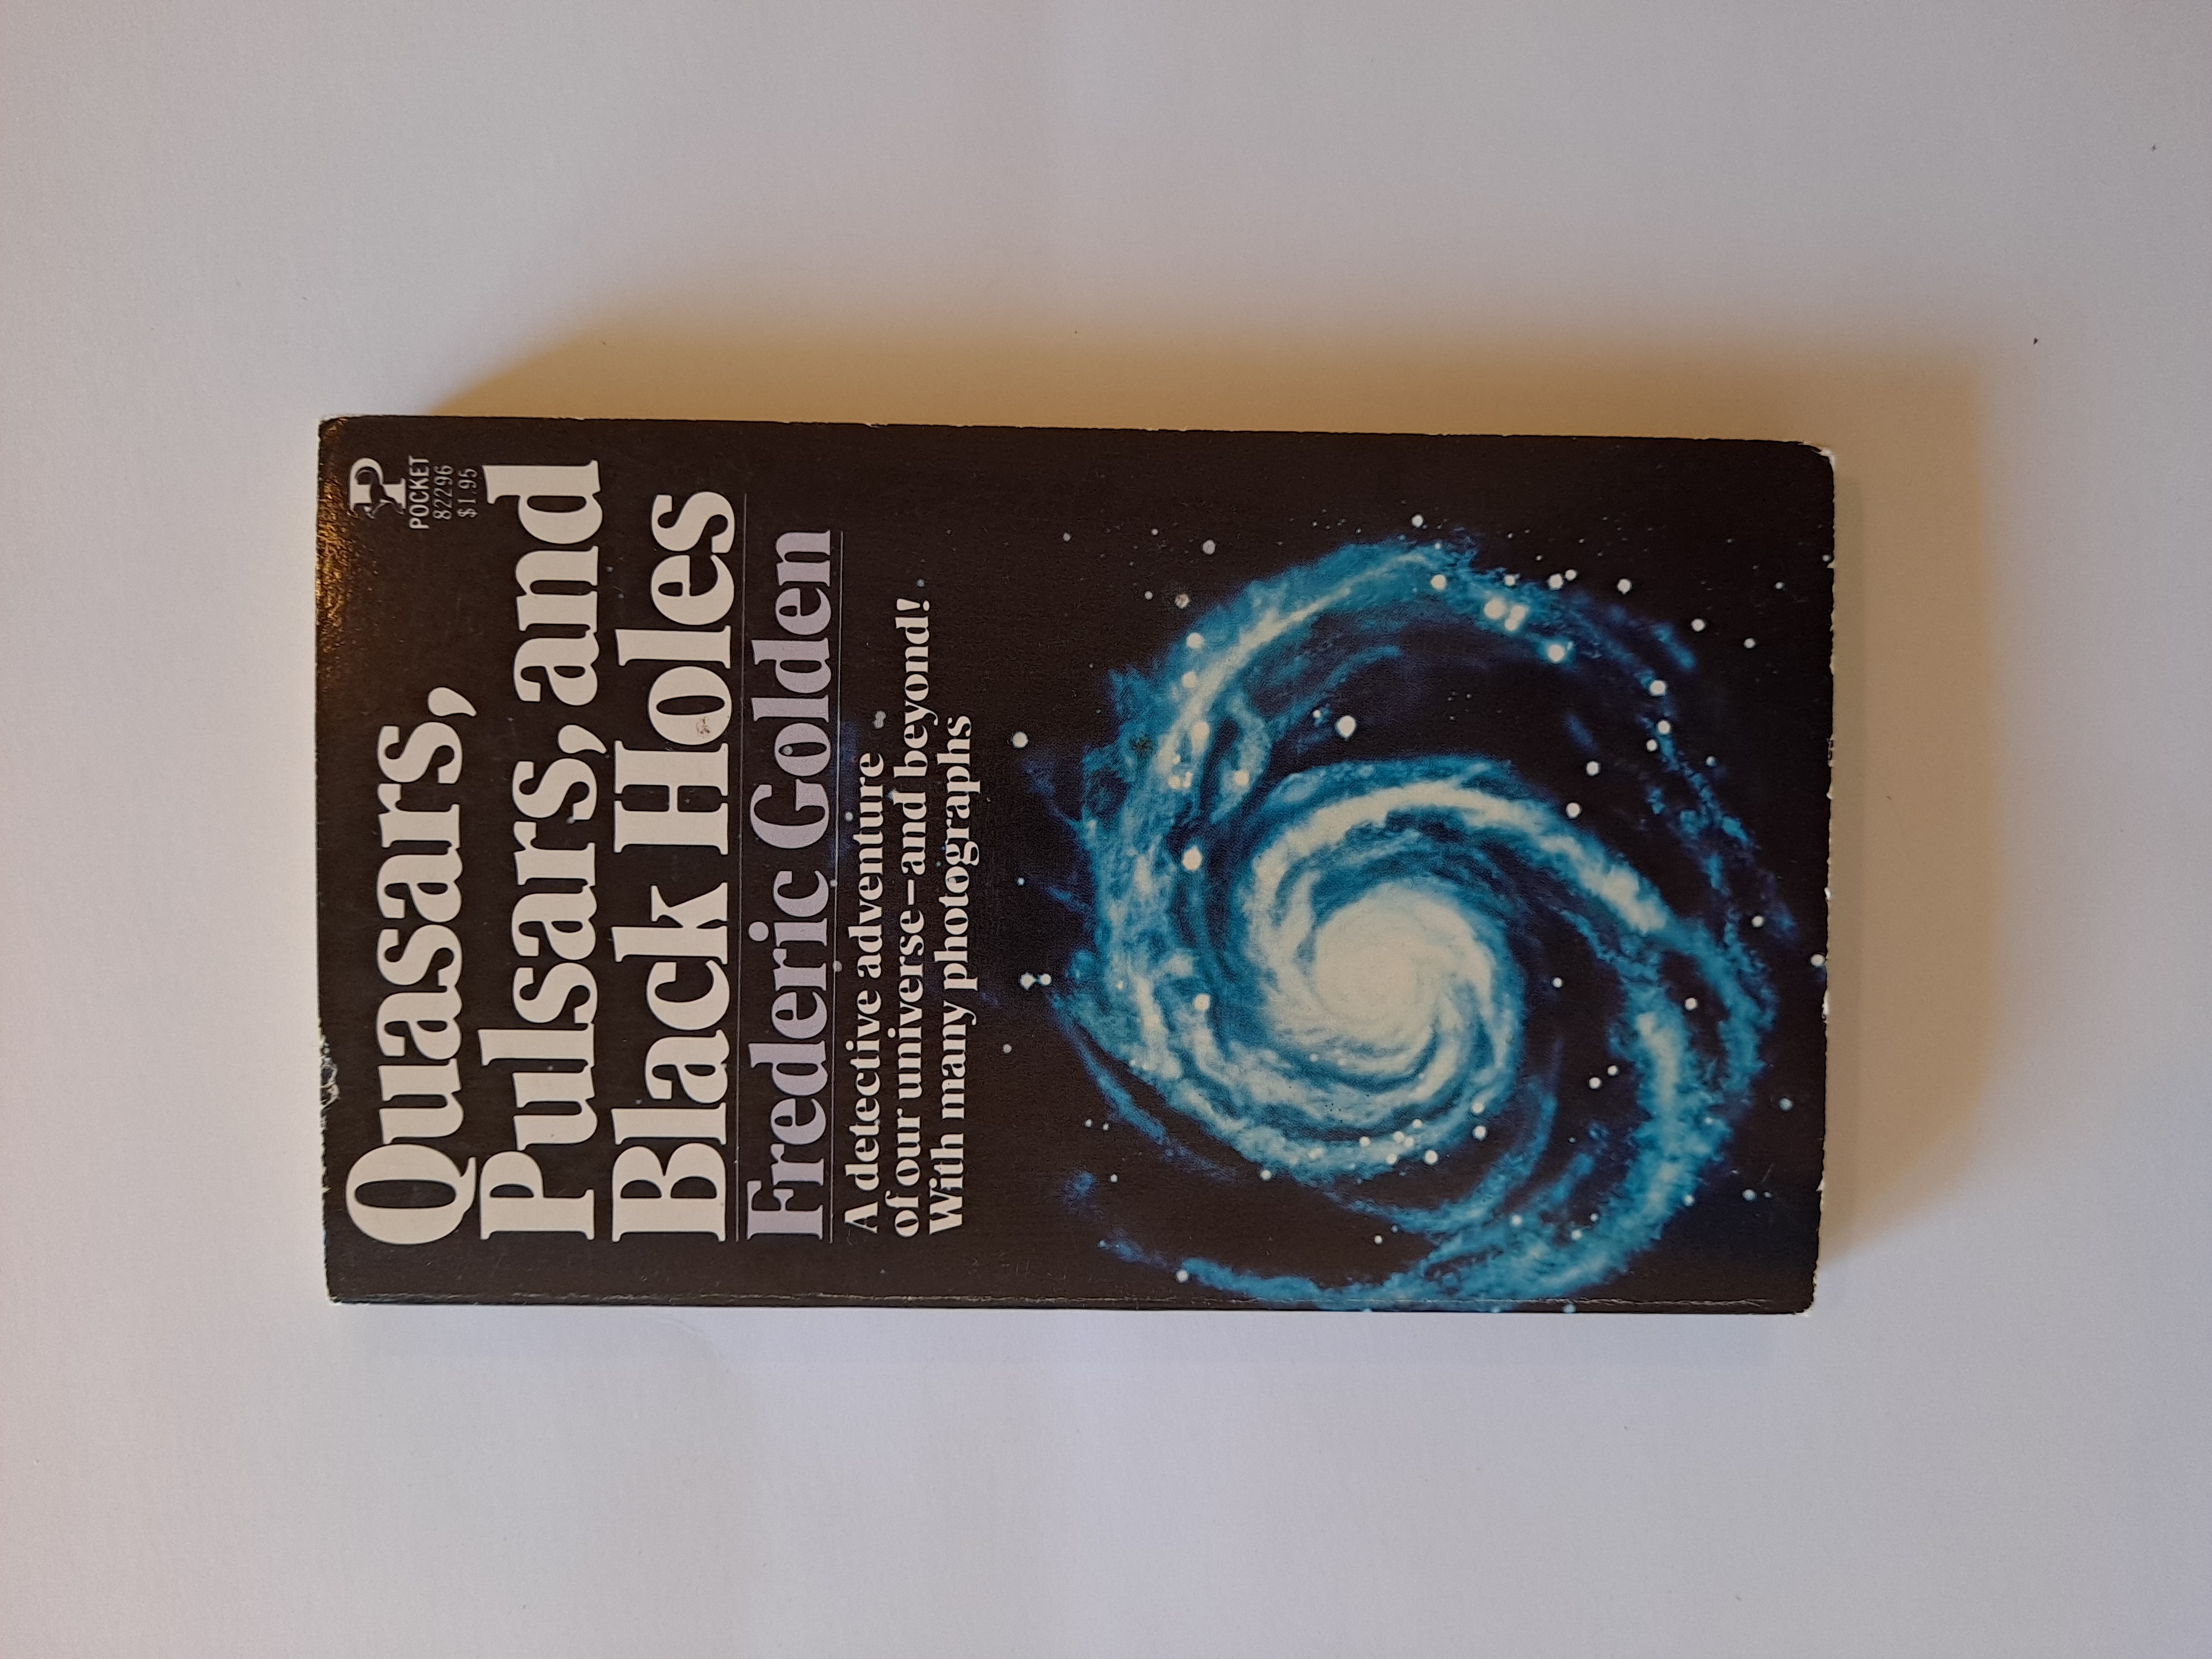 P
POCKET
82296
$1.95
Quasars,
Pulsars, and
Black Holes
Frederic Golden
A detective adventure
of our universe–and beyond!
With many photographs